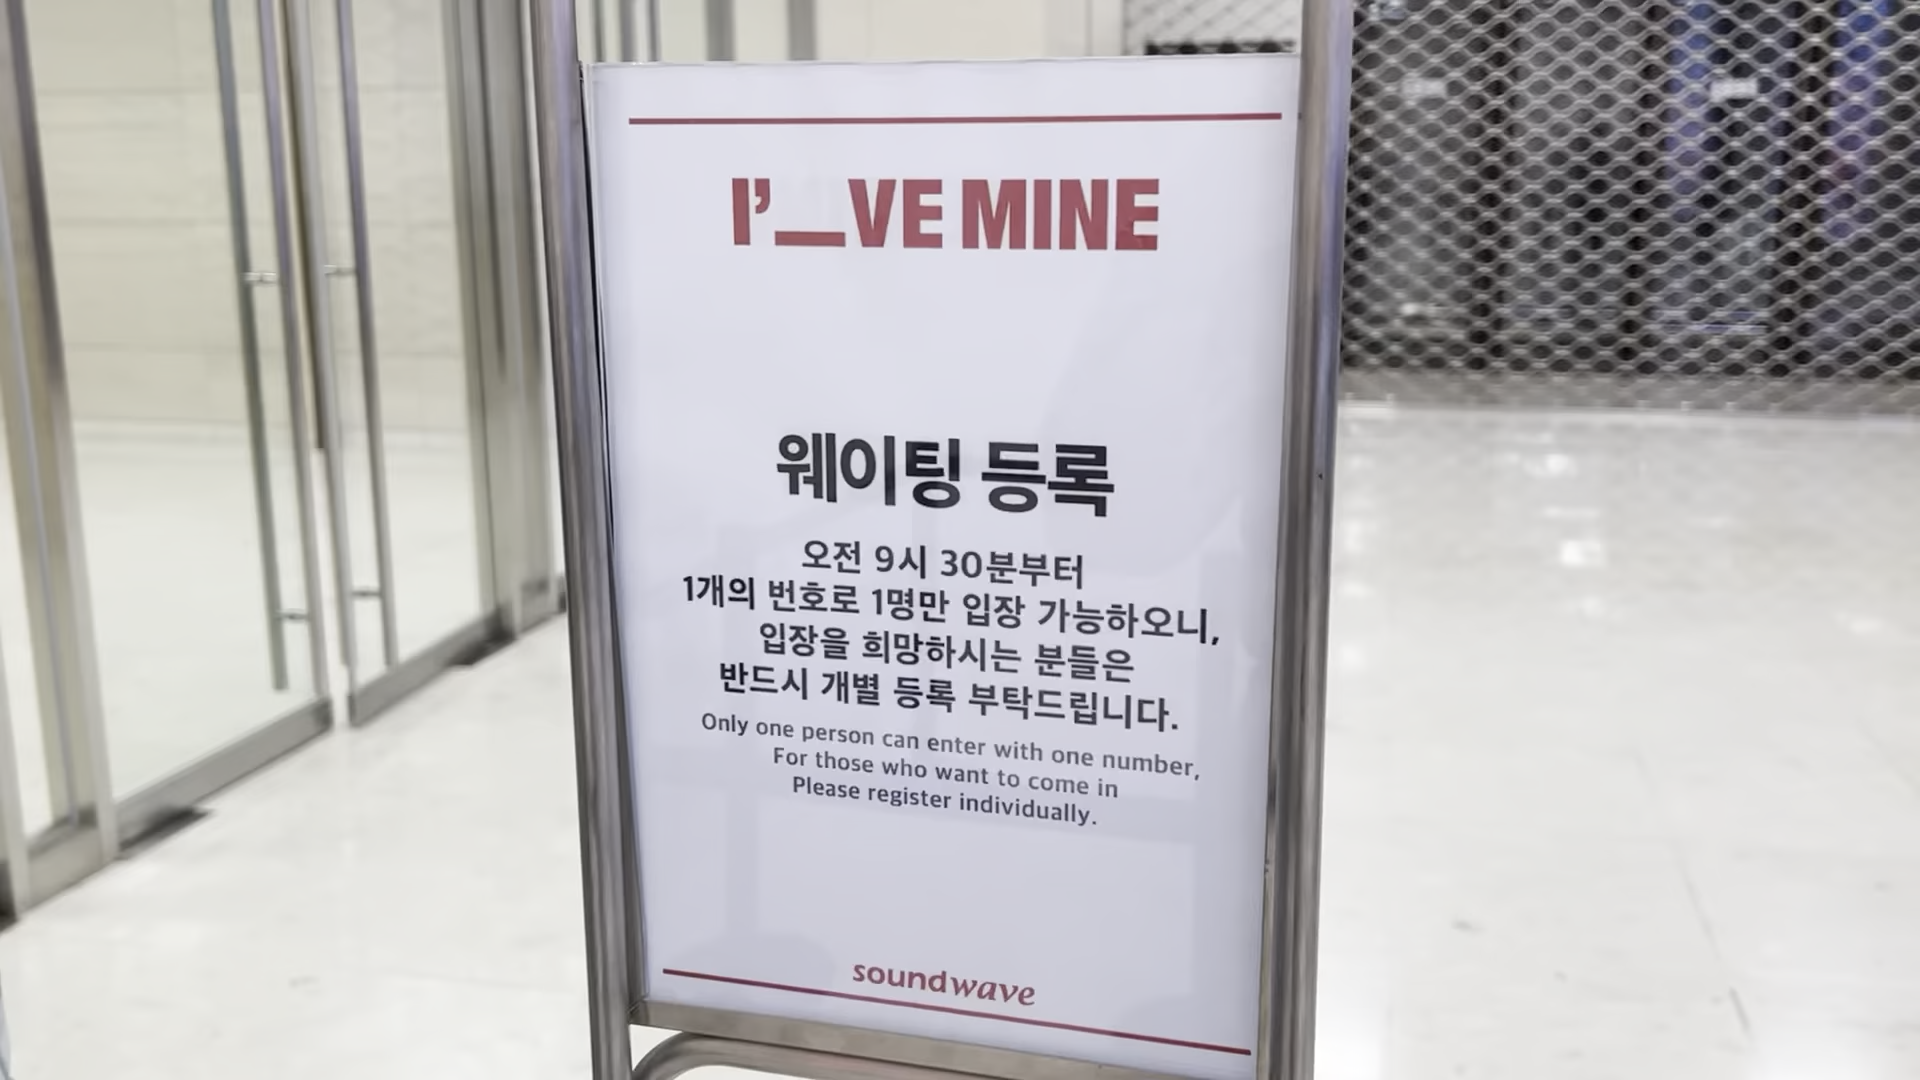 I'_VE MINE
웨이팅 등록
오전 9시 30분부터
1개의 번호로 1명만 입장 가능하오니,
입장을 희망하시는 분들은
반드시 개별 등록 부탁드립니다.
Only one person can enter with one number,
For those who want to come in
Please register individually.
soundwave